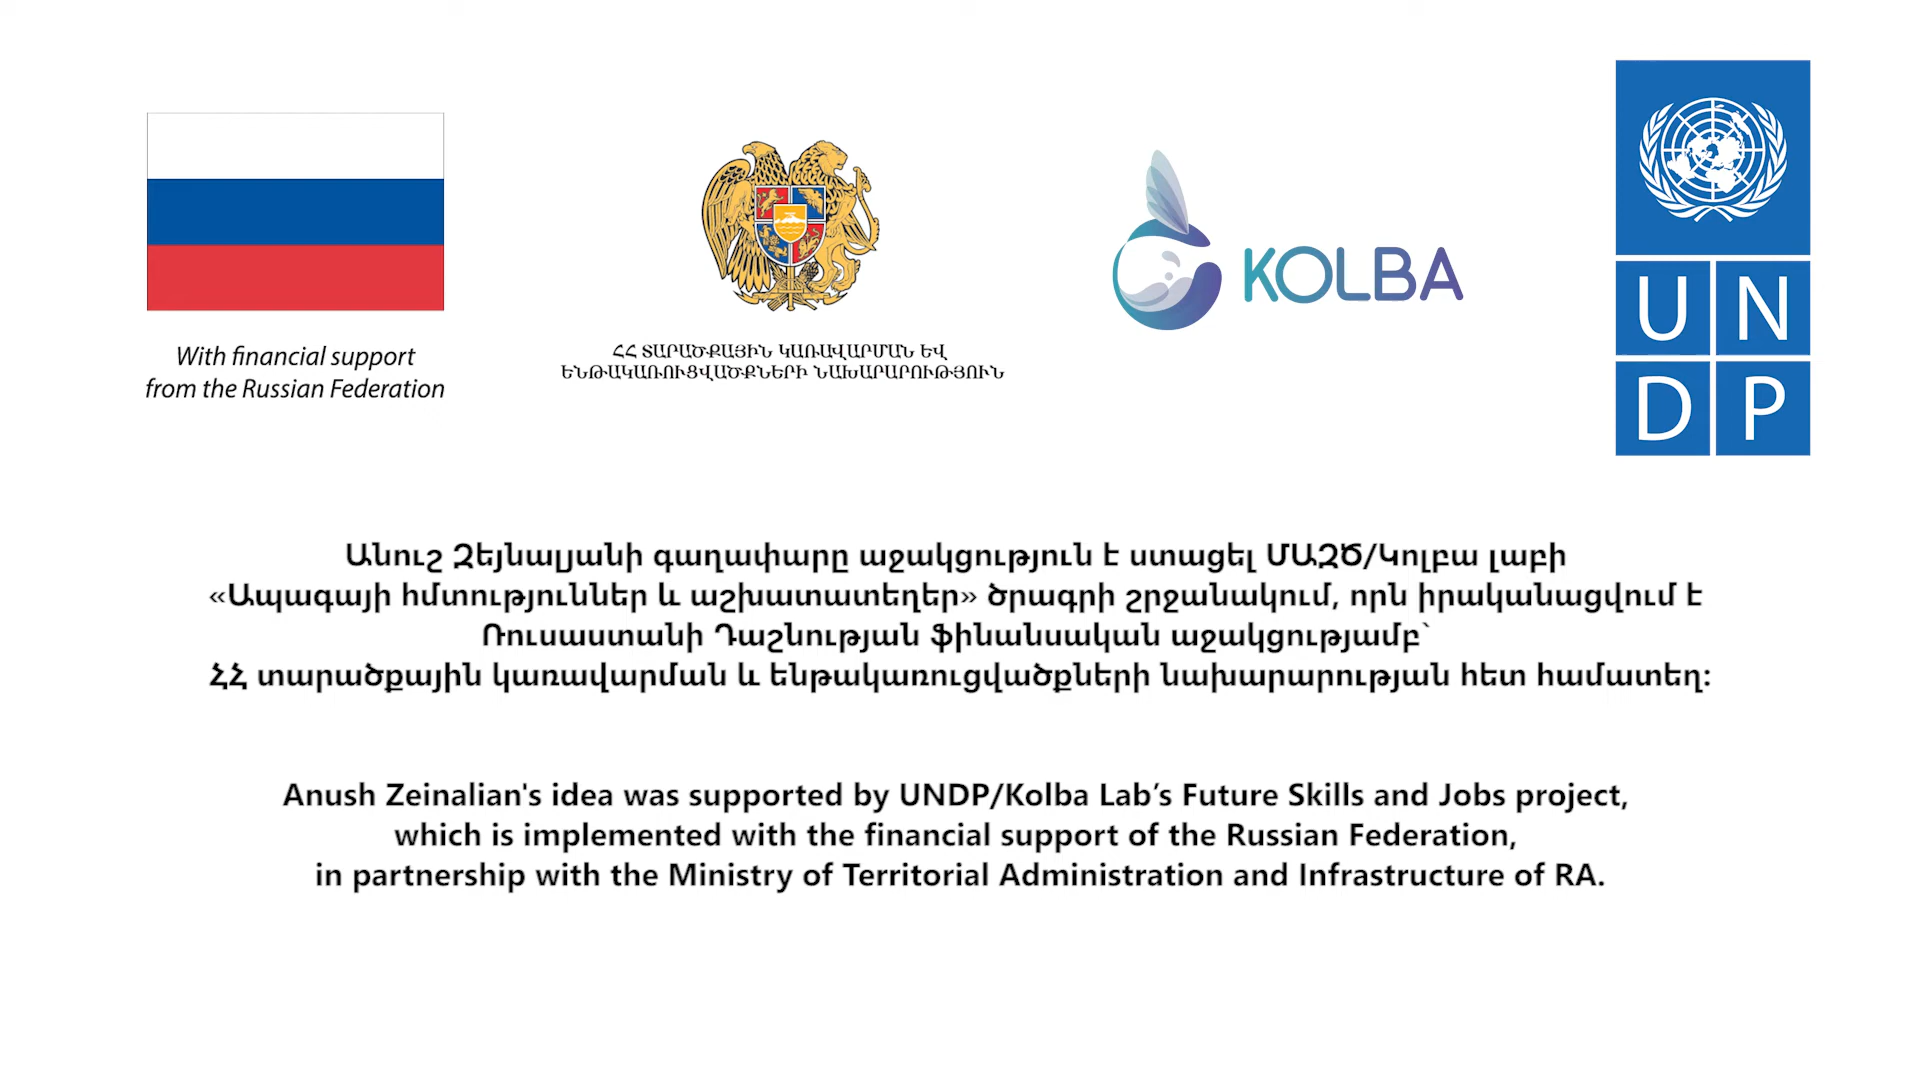 With financial support
from the Russian Federation
ՀՀ ՏԱՐԱԾՔԱՅԻՆ ԿԱՌԱՎԱՐՄԱՆ ԵՎ
ԵՆԹԱԿԱՌՈՒՑՎԱԾՔՆԵՐԻ ՆԱԽԱՐԱՐՈՒԹՅՈՒՆ
KOLBA
U N
D P
Անուշ Զեյնալյանի գաղափարը աջակցություն է ստացել ՄԱԶԾ/Կոլբա լաբի
«Ապագայի հմտություններ և աշխատատեղեր» ծրագրի շրջանակում, որն իրականացվում է
Ռուսաստանի Դաշնության ֆինանսական աջակցությամբ՝
ՀՀ տարածքային կառավարման և ենթակառուցվածքների նախարարության հետ համատեղ:
Anush Zeinalian's idea was supported by UNDP/Kolba Lab’s Future Skills and Jobs project,
which is implemented with the financial support of the Russian Federation,
in partnership with the Ministry of Territorial Administration and Infrastructure of RA.